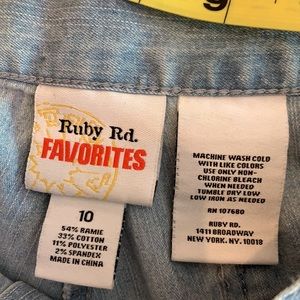 9
Ruby Rd.
FAVORITES
10
54% RAMIE
33% COTTON
11% POLYESTER
2% SPANDEX
MADE IN CHINA
MACHINE WASH COLD
WITH LIKE COLORS
USE ONLY NON-
CHLORINE BLEACH
WHEN NEEDED
TUMBLE DRY LOW
LOW IRON AS NEEDED
RN 107680
RUBY RD.
1411 BROADWAY
NEW YORK, NY. 10018